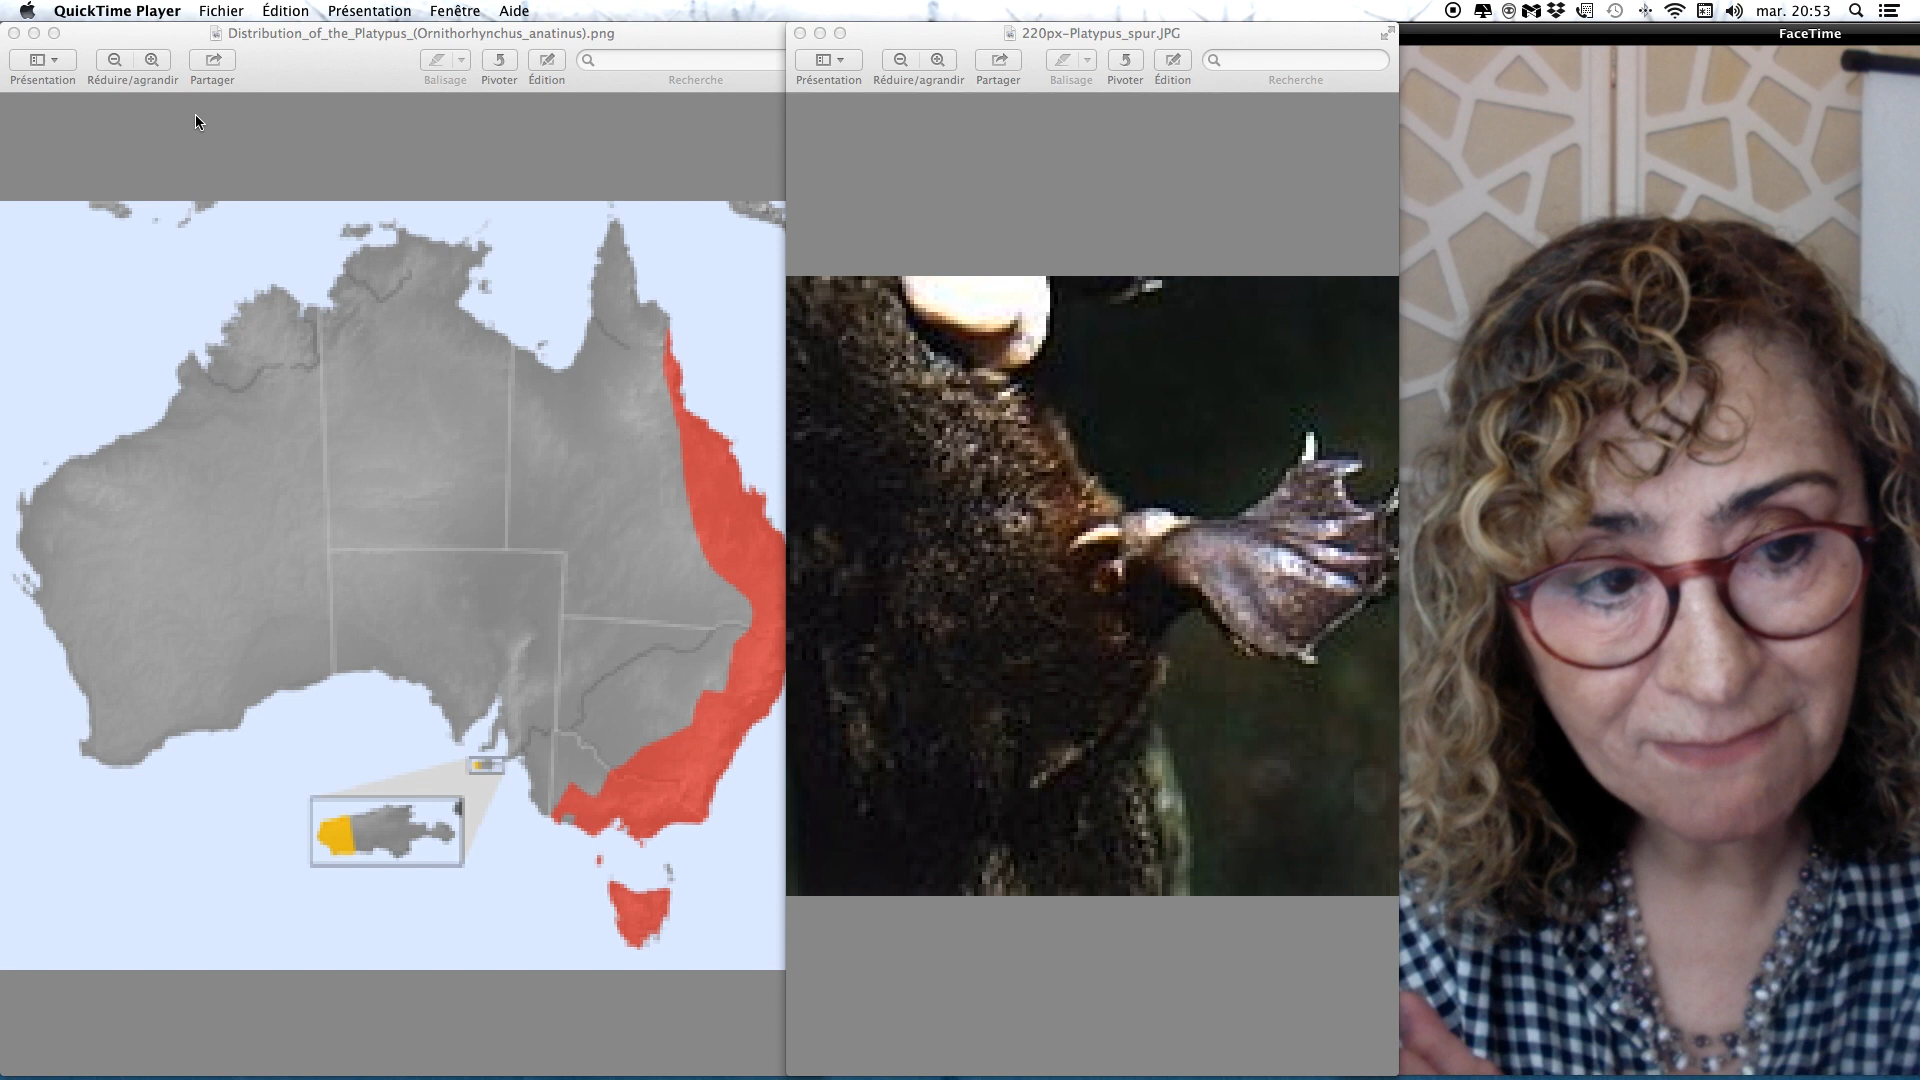 QuickTime Player Fichier Édition Présentation Fenêtre Aide mar. 20:53
Distribution_of_the_Platypus_(Ornithorhynchus_anatinus).png
Présentation Réduire/agrandir Partager Balisage Pivoter Édition Recherche
220px-Platypus_spur.JPG
Présentation Réduire/agrandir Partager Balisage Pivoter Édition Recherche
FaceTime